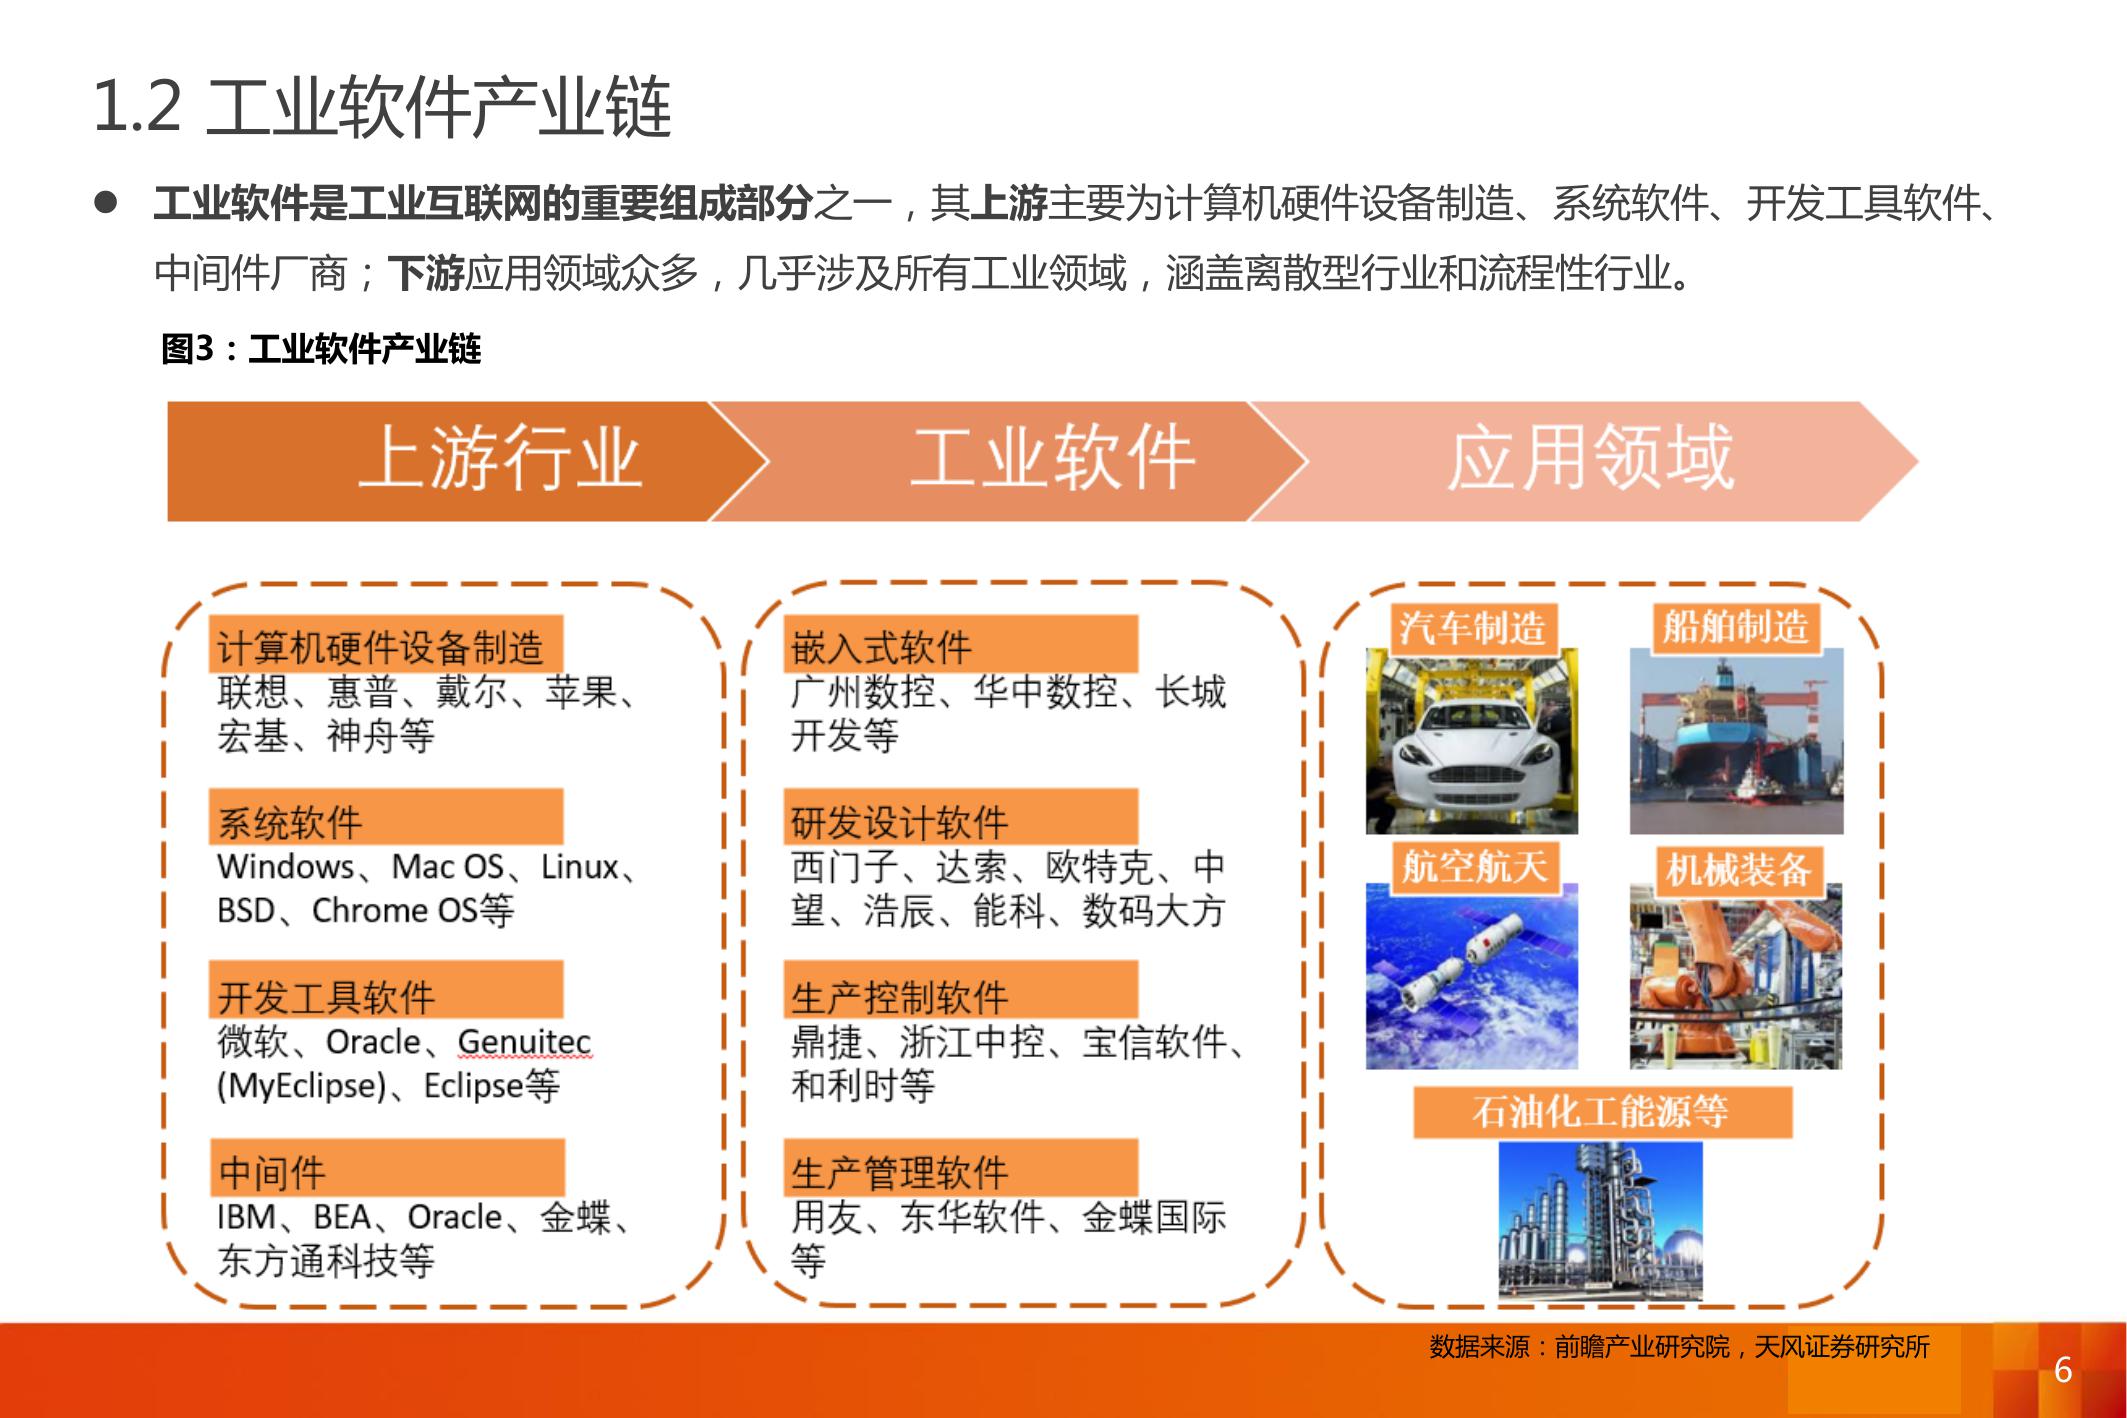 1.2 工业软件产业链
● 工业软件是工业互联网的重要组成部分之一，其上游主要为计算机硬件设备制造、系统软件、开发工具软件、
中间件厂商；下游应用领域众多，几乎涉及所有工业领域，涵盖离散型行业和流程性行业。
图3：工业软件产业链
上游行业
工业软件
应用领域
计算机硬件设备制造
联想、惠普、戴尔、苹果、
宏基、神舟等
系统软件
Windows、Mac OS、Linux、
BSD、Chrome OS等
开发工具软件
微软、Oracle、Genuitec
(MyEclipse)、Eclipse等
中间件
IBM、BEA、Oracle、金蝶、
东方通科技等
嵌入式软件
广州数控、华中数控、长城
开发等
研发设计软件
西门子、达索、欧特克、中
望、浩辰、能科、数码大方
生产控制软件
鼎捷、浙江中控、宝信软件、
和利时等
生产管理软件
用友、东华软件、金蝶国际
等
汽车制造
船舶制造
航空航天
机械装备
石油化工能源等
数据来源：前瞻产业研究院，天风证券研究所
6